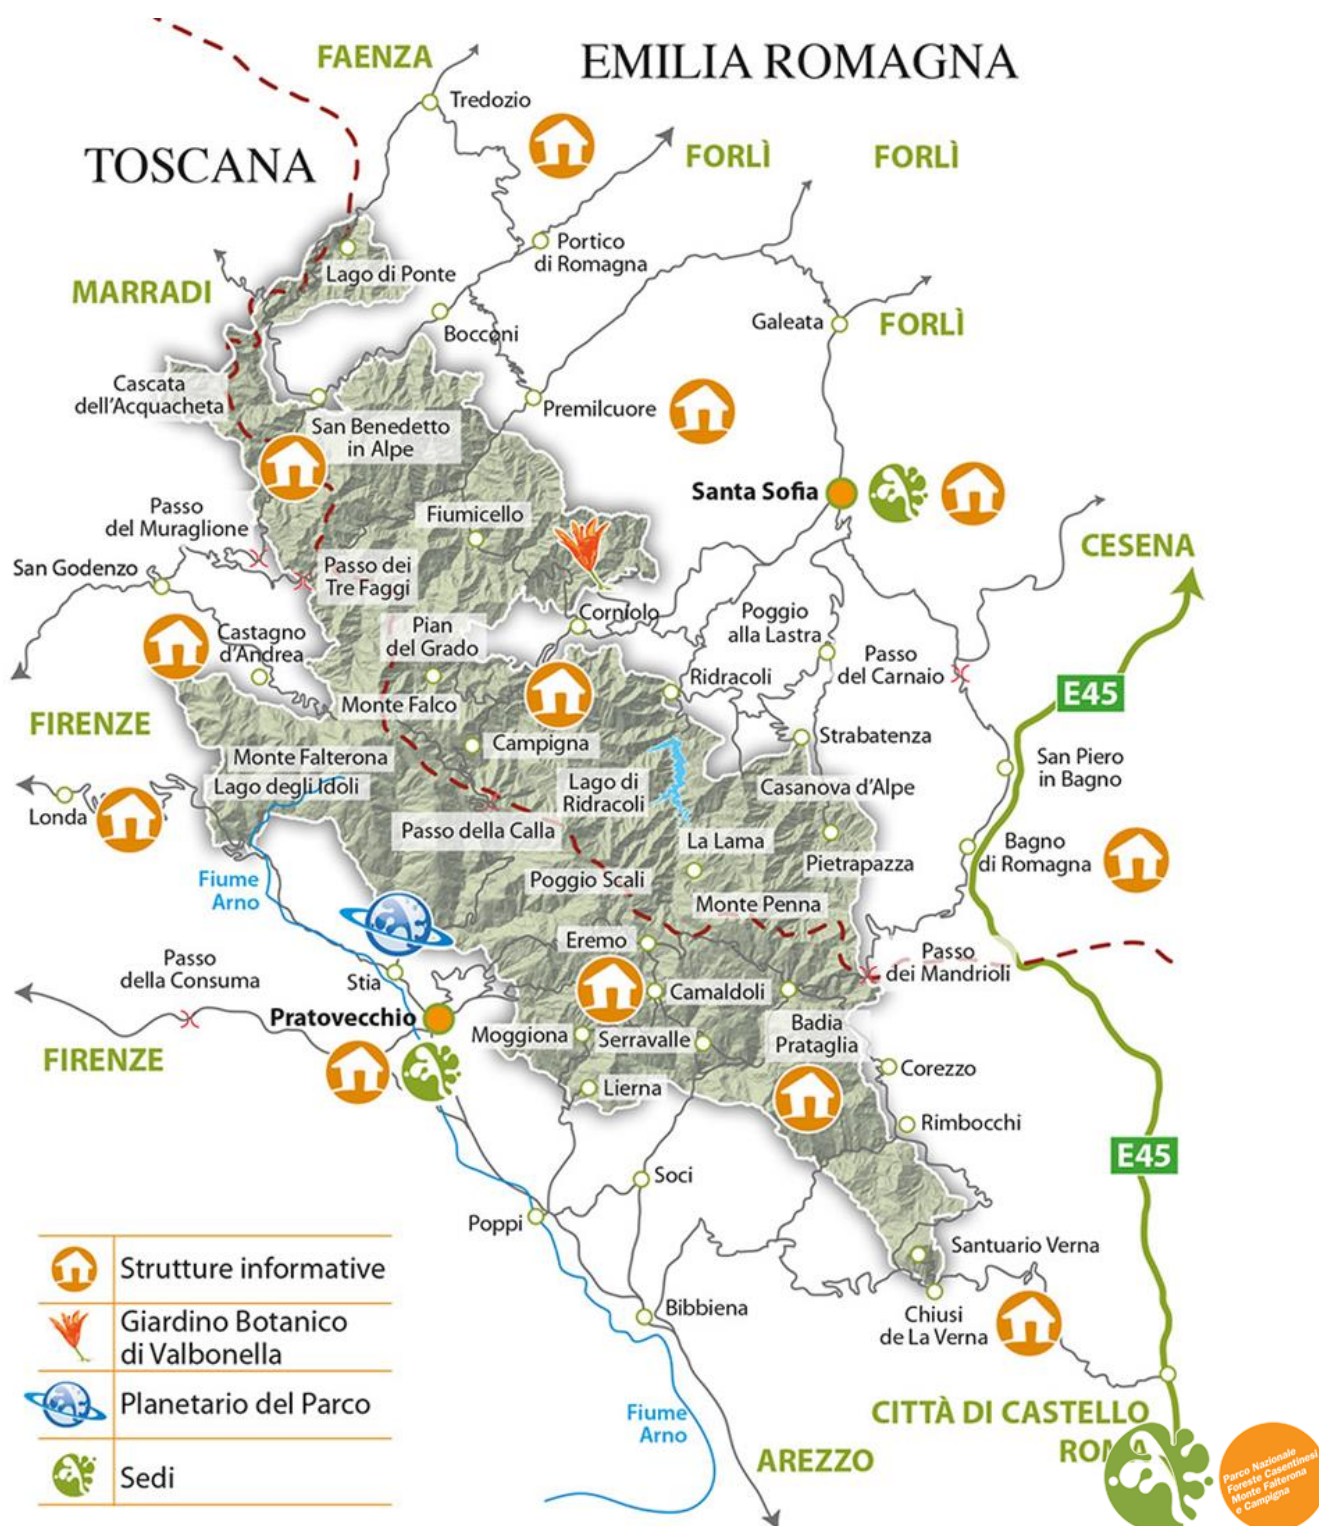 FAENZA
EMILIA ROMAGNA
Tredozio
TOSCANA
FORLÌ
FORLÌ
Portico
di Romagna
Lago di Ponte
MARRADI
Bocconi
Galeata
FORLÌ
Cascata
dell'Acquacheta
Premilcuore
San Benedetto
in Alpe
Santa Sofia
Passo
del Muraglione
Fiumicello
CESENA
San Godenzo
Passo dei
Tre Faggi
Castagno
d'Andrea
Pian
del Grado
Corniolo
Poggio
alla Lastra
Passo
del Carnaio
Ridracoli
E45
FIRENZE
Monte Falco
Campigna
Strabatenza
Monte Falterona
Lago degli Idoli
Lago di
Ridracoli
Casanova d'Alpe
San Piero
in Bagno
Londa
Passo della Calla
La Lama
Pietrapazza
Bagno
di Romagna
Fiume
Arno
Poggio Scali
Monte Penna
Eremo
Passo
dei Mandrioli
Passo
della Consuma
Stia
Camaldoli
Pratovecchio
Moggiona
Serravalle
Badia
Prataglia
FIRENZE
Corezzo
Lierna
Rimbocchi
E45
Soci
Poppi
Santuario Verna
Bibbiena
Chiusi
de La Verna
Fiume
Arno
CITTÀ DI CASTELLO
ROMA
AREZZO
Strutture informative
Giardino Botanico
di Valbonella
Planetario del Parco
Sedi
Parco Nazionale
Foreste Casentinesi
Monte Falterona
e Campigna